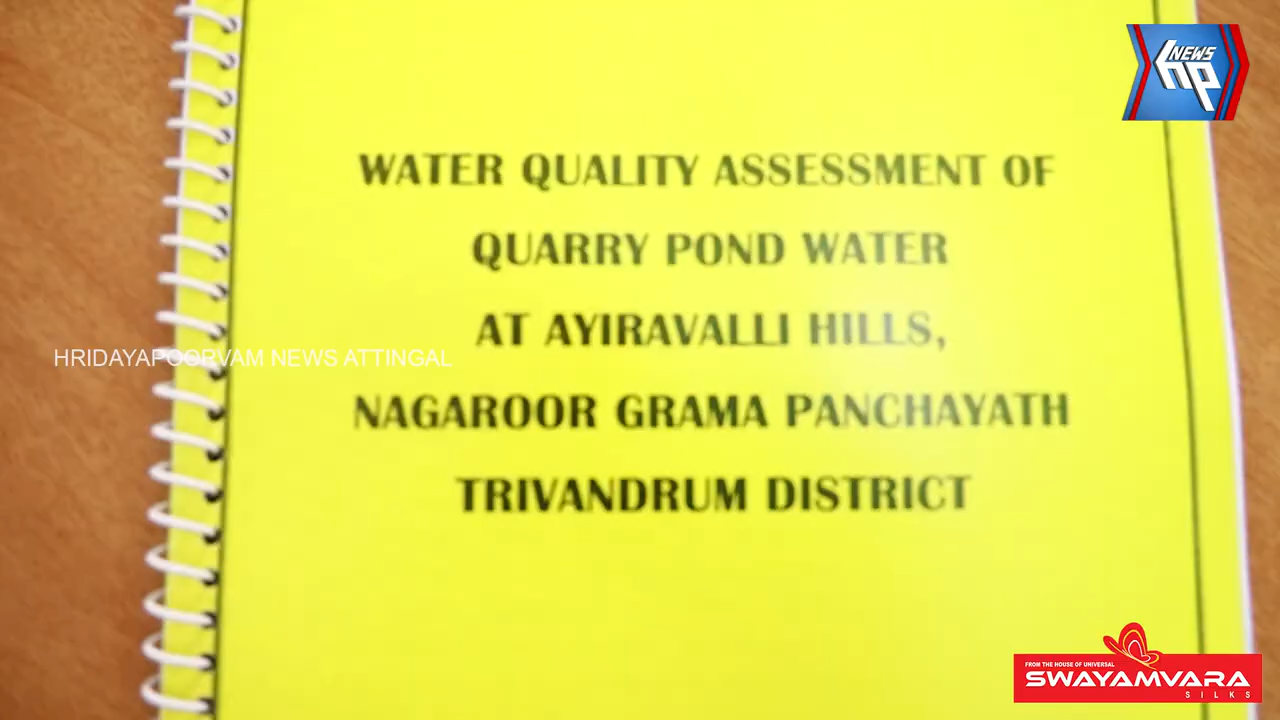 NEWS
hp
WATER QUALITY ASSESSMENT OF
QUARRY POND WATER
AT AYIRAVALLI HILLS,
HRIDAYAPOORVAM NEWS ATTINGAL
NAGAROOR GRAMA PANCHAYATH
TRIVANDRUM DISTRICT
FROM THE HOUSE OF UNIVERSAL
SWAYAMVARA
SILKS